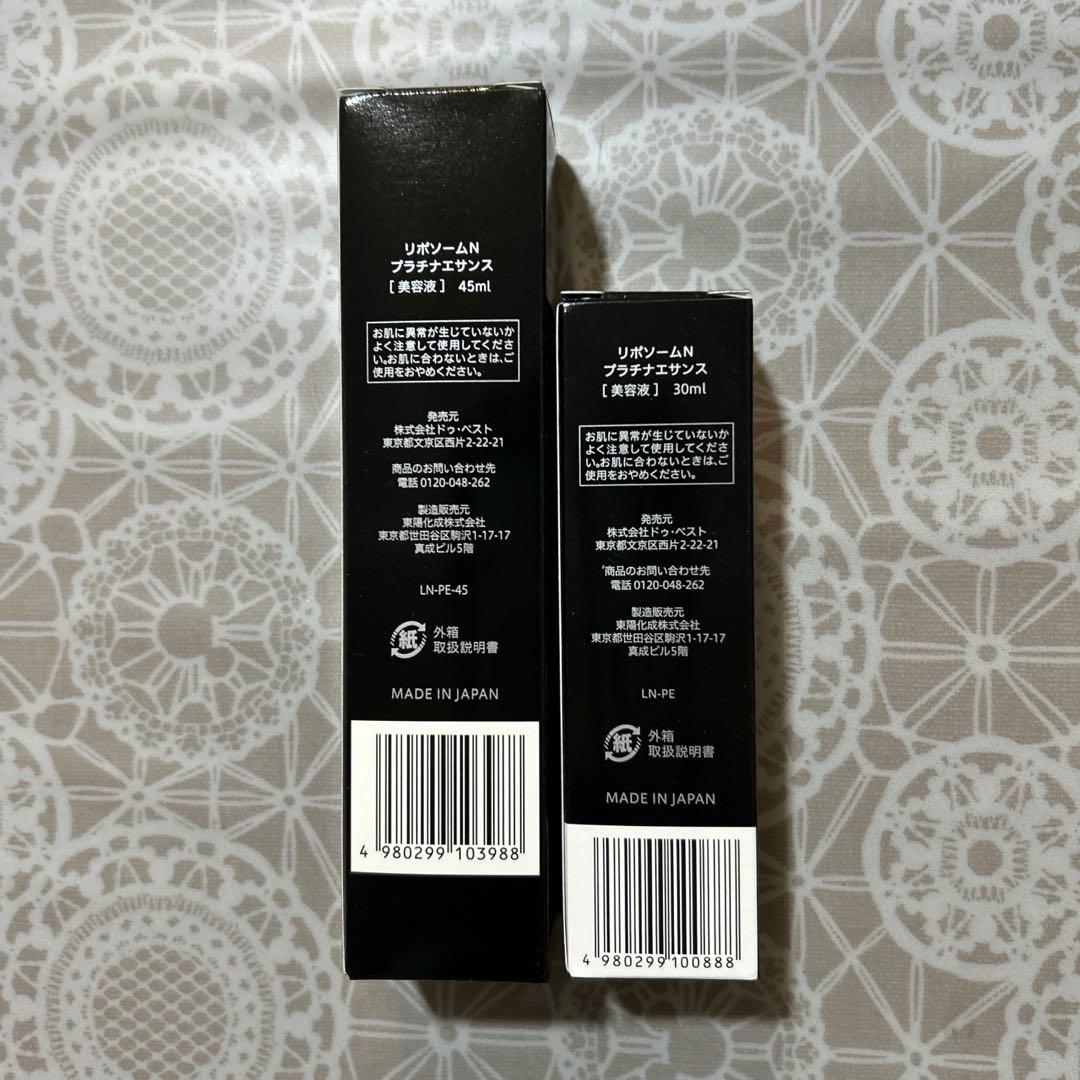 リポソームN
プラチナエサンス
[ 美容液 ] 45ml
お肌に異常が生じていないか
よく注意して使用してくださ
い。お肌に合わないときは、ご
使用をおやめください。
発売元
株式会社ドゥ・ベスト
東京都文京区西片2-22-21
商品のお問い合わせ先
電話 0120-048-262
製造販売元
東陽化成株式会社
東京都世田谷区駒沢1-17-17
真成ビル5階
LN-PE-45
紙
外箱
取扱説明書
MADE IN JAPAN
4 980299 103988
リポソームN
プラチナエサンス
[ 美容液 ] 30ml
お肌に異常が生じていないか
よく注意して使用してくださ
い。お肌に合わないときは、ご
使用をおやめください。
発売元
株式会社ドゥ・ベスト
東京都文京区西片2-22-21
商品のお問い合わせ先
電話 0120-048-262
製造販売元
東陽化成株式会社
東京都世田谷区駒沢1-17-17
真成ビル5階
LN-PE
紙
外箱
取扱説明書
MADE IN JAPAN
4 980299 100888